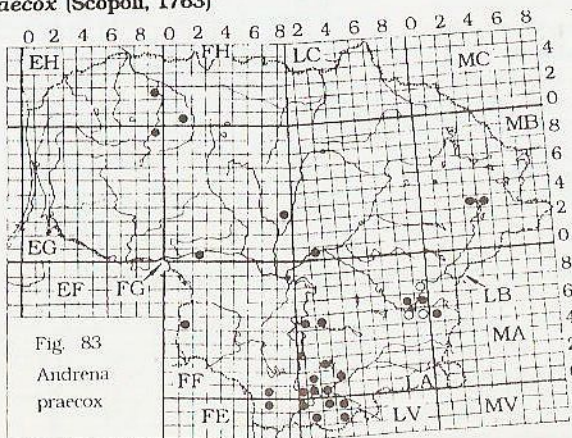 raecox (Scopoli, 1763)
0 2 4 6 8 0 2 4 6 8 2 4 6 8 0 2 4 6 8
EH FH LC MC
4
2
0
MB 8
6
4
2
0
EG
EF FG LB
8
6
MA 4
2
Fig. 83
Andrena
praecox
FF LA
FE LV MV
0